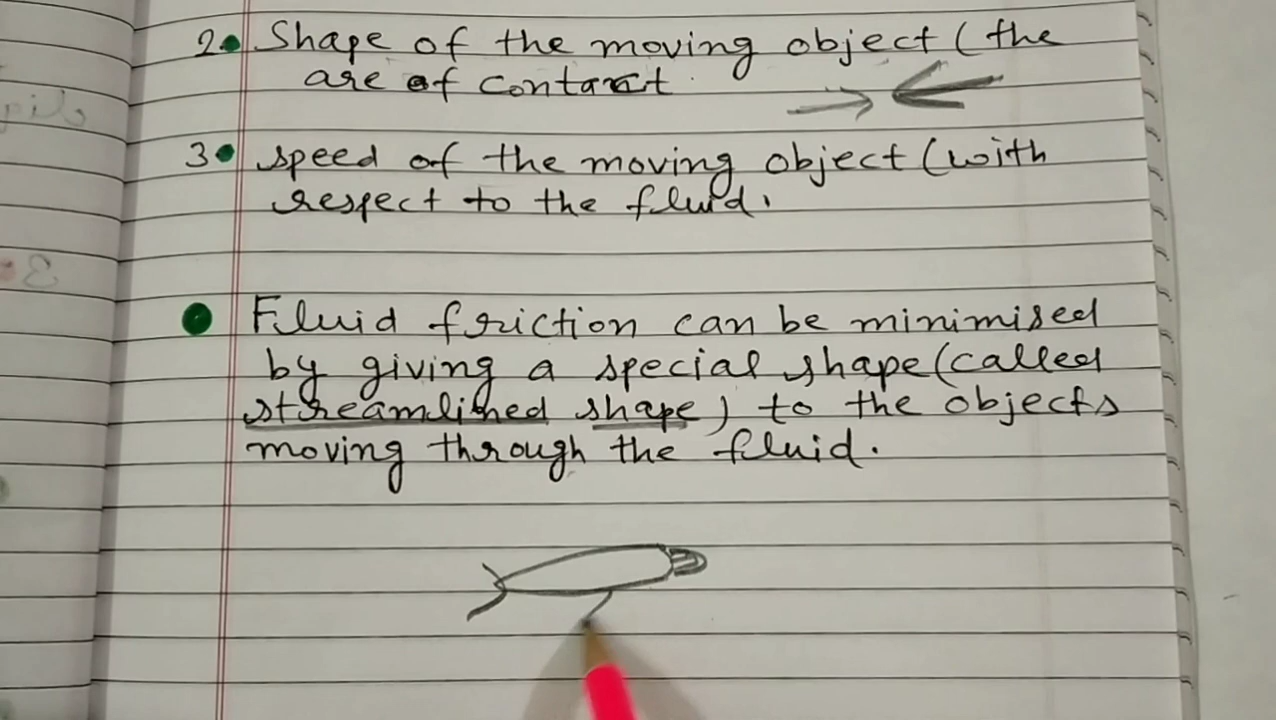 2• Shape of the moving object (the
are of contact
3• speed of the moving object (with
respect to the fluid.
• Fluid friction can be minimised
by giving a special shape (called
streamlined shape) to the objects
moving through the fluid.